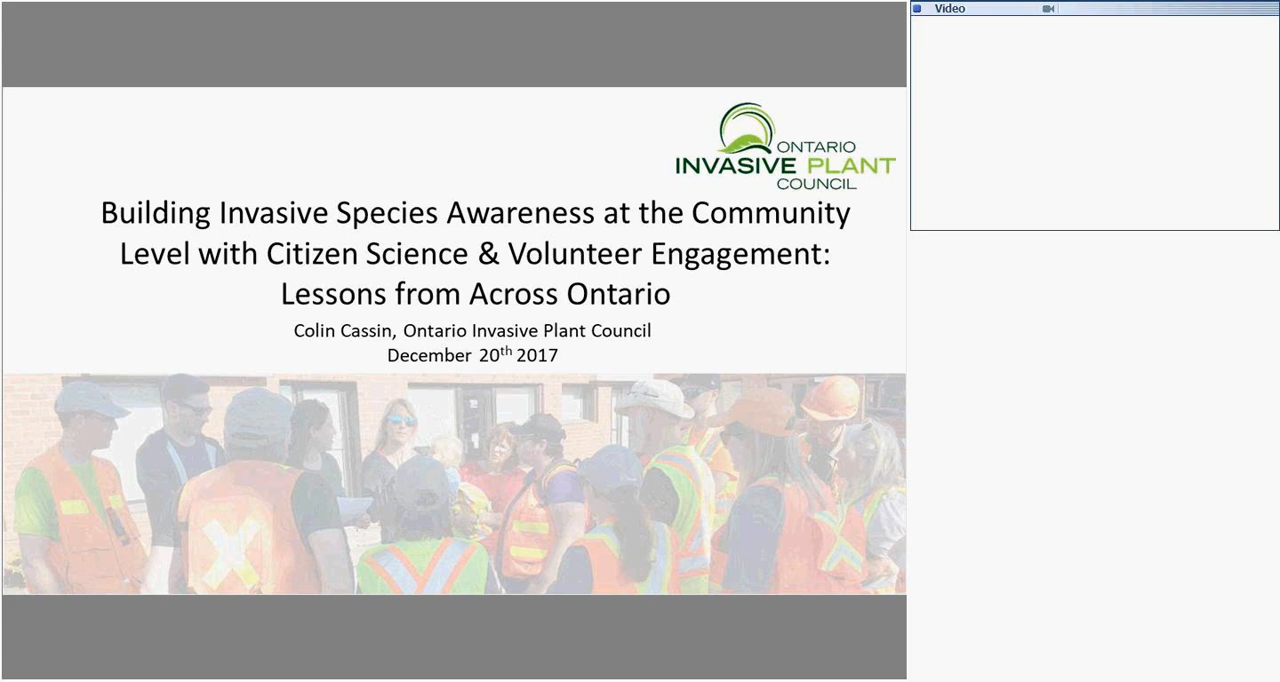 Video
ONTARIO
INVASIVE PLANT
COUNCIL
Building Invasive Species Awareness at the Community
Level with Citizen Science & Volunteer Engagement:
Lessons from Across Ontario
Colin Cassin, Ontario Invasive Plant Council
December 20th 2017